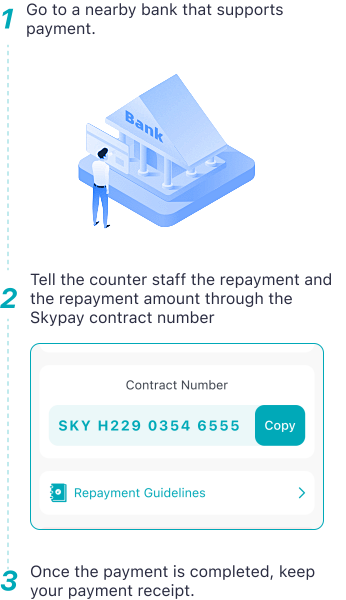 1
Go to a nearby bank that supports
payment.
Bank
2
Tell the counter staff the repayment and
the repayment amount through the
Skypay contract number
Contract Number
SKY H229 0354 6555
Copy
Repayment Guidelines
3
Once the payment is completed, keep
your payment receipt.